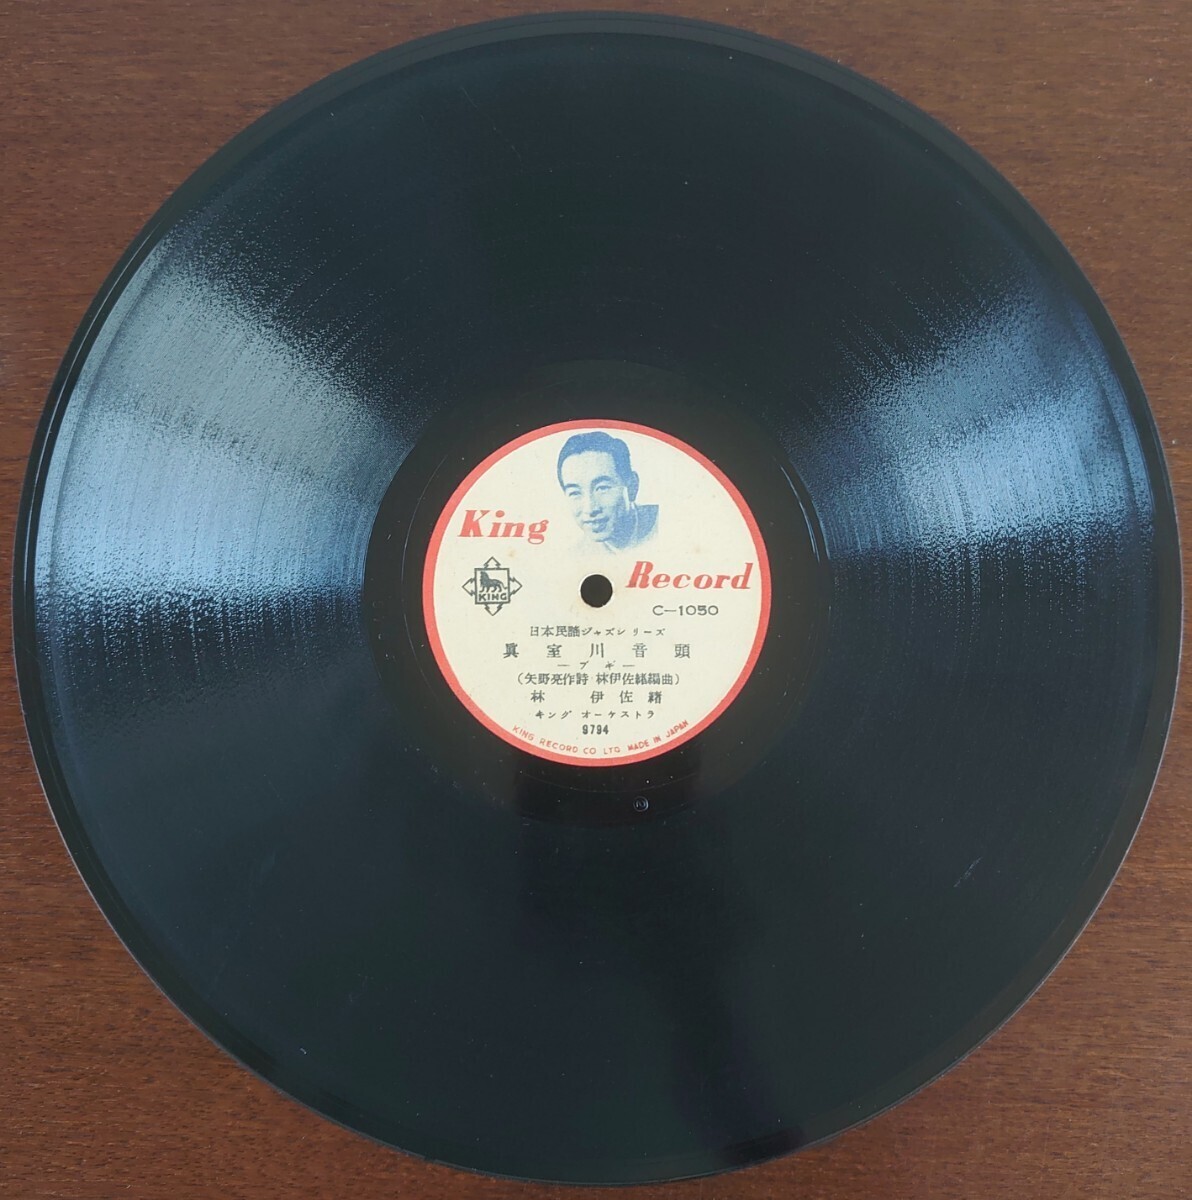 King
Record
KING
C-1050
日本民謡ジャズシリーズ
眞室川音頭
―ブギ―
(矢野亮作詩 林伊佐緒編曲)
林 伊佐緒
キング オーケストラ
9794
KING RECORD CO LTD MADE IN JAPAN